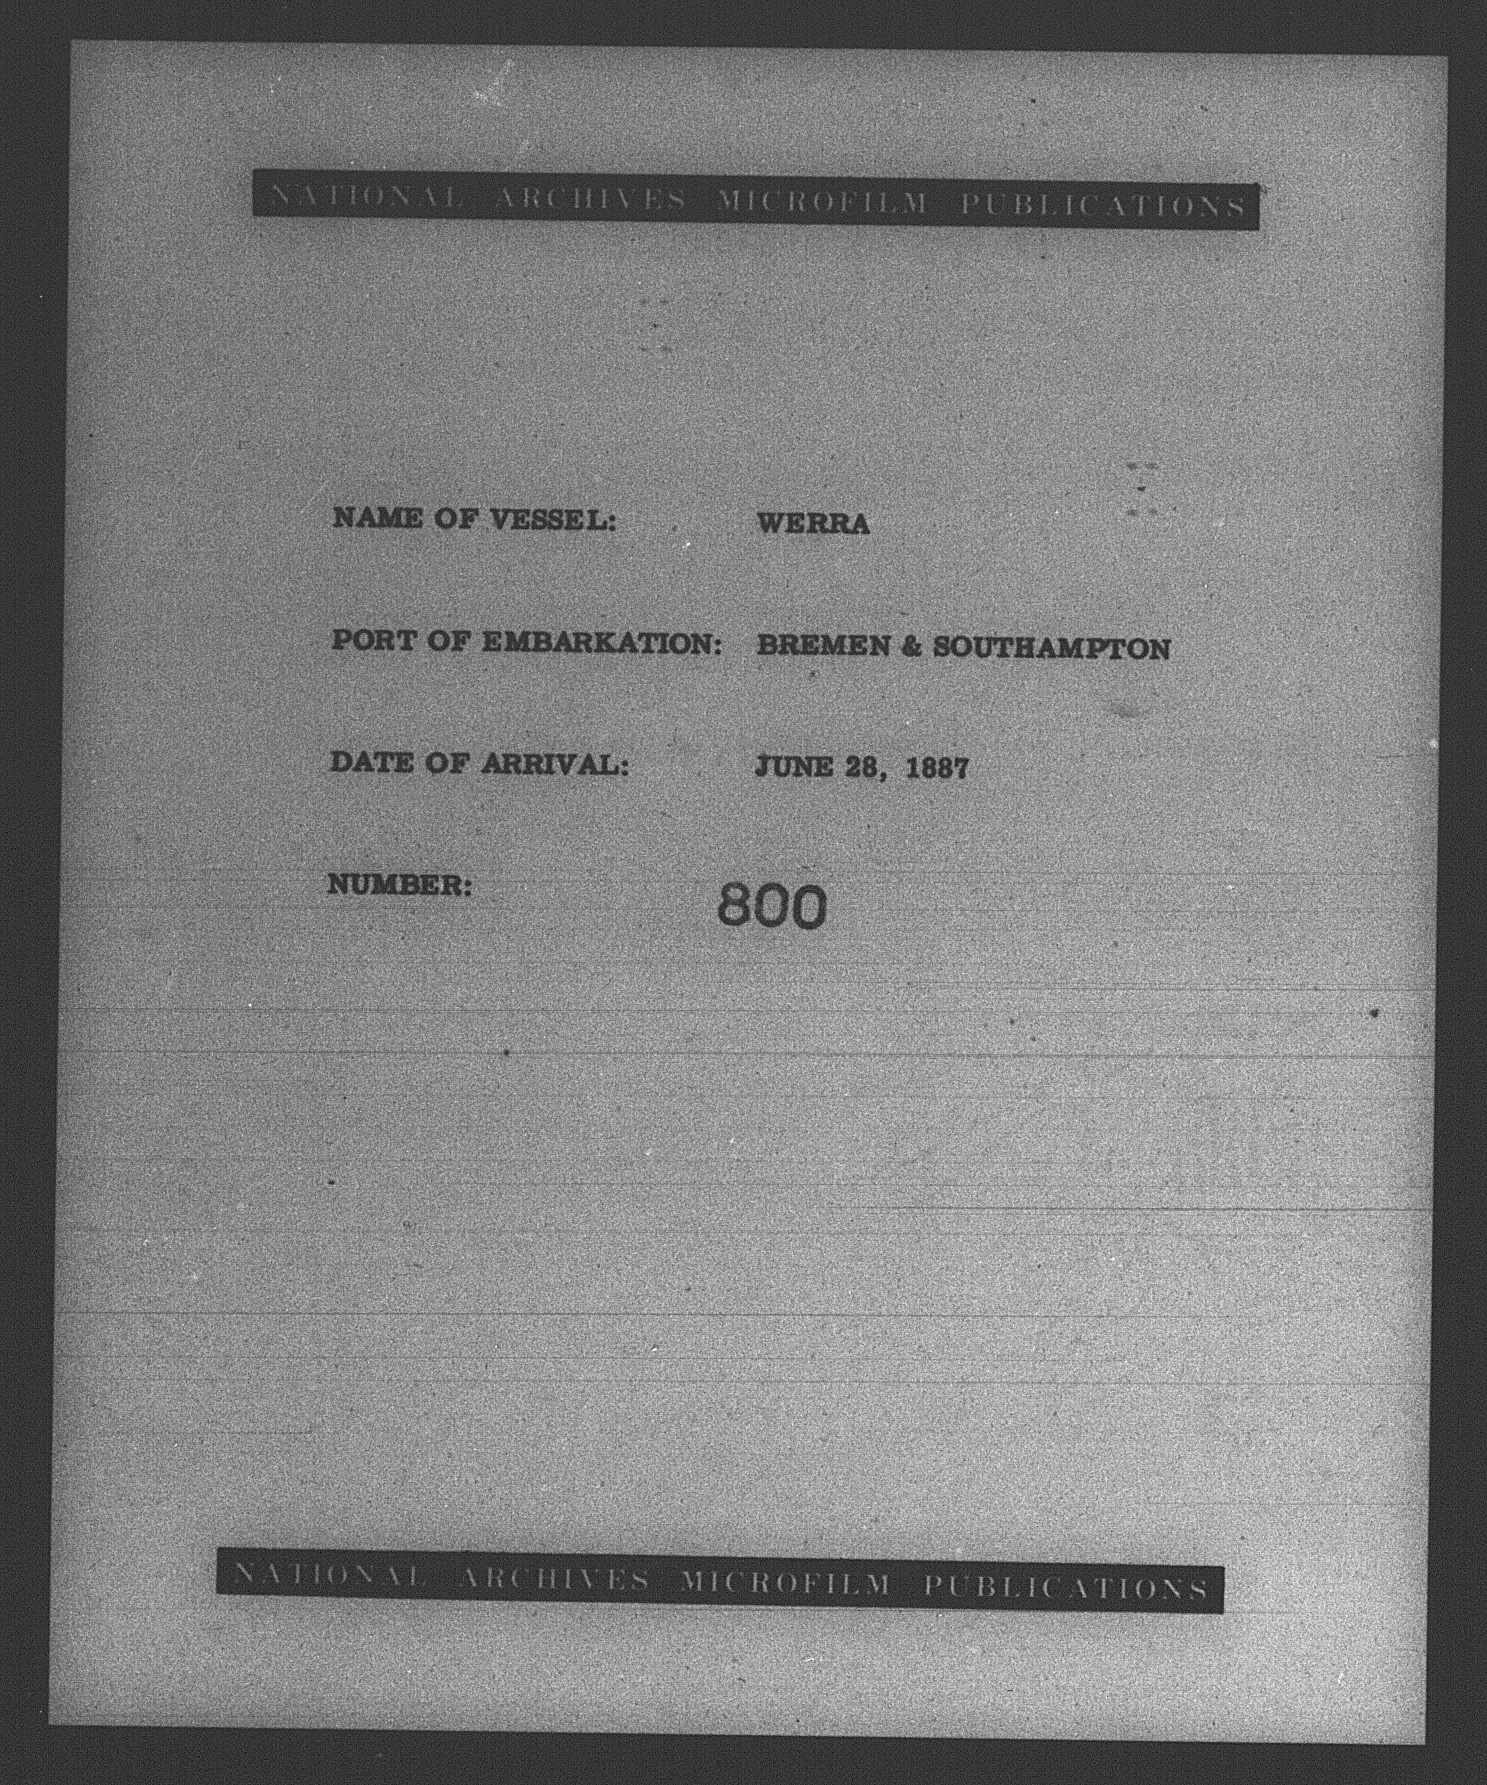 NATIONAL ARCHIVES MICROFILM PUBLICATIONS
NAME OF VESSEL: WERRA
PORT OF EMBARKATION: BREMEN & SOUTHAMPTON
DATE OF ARRIVAL: JUNE 28, 1887
NUMBER: 800
NATIONAL ARCHIVES MICROFILM PUBLICATIONS